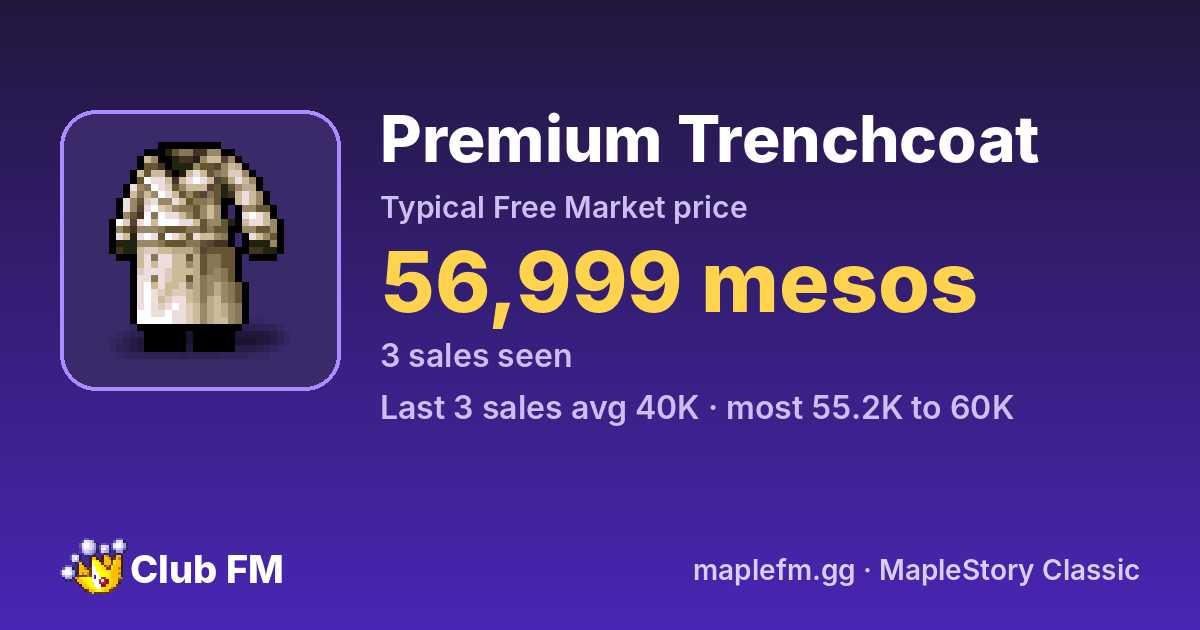 Premium Trenchcoat
Typical Free Market price
56,999 mesos
3 sales seen
Last 3 sales avg 40K · most 55.2K to 60K
Club FM
maplefm.gg · MapleStory Classic